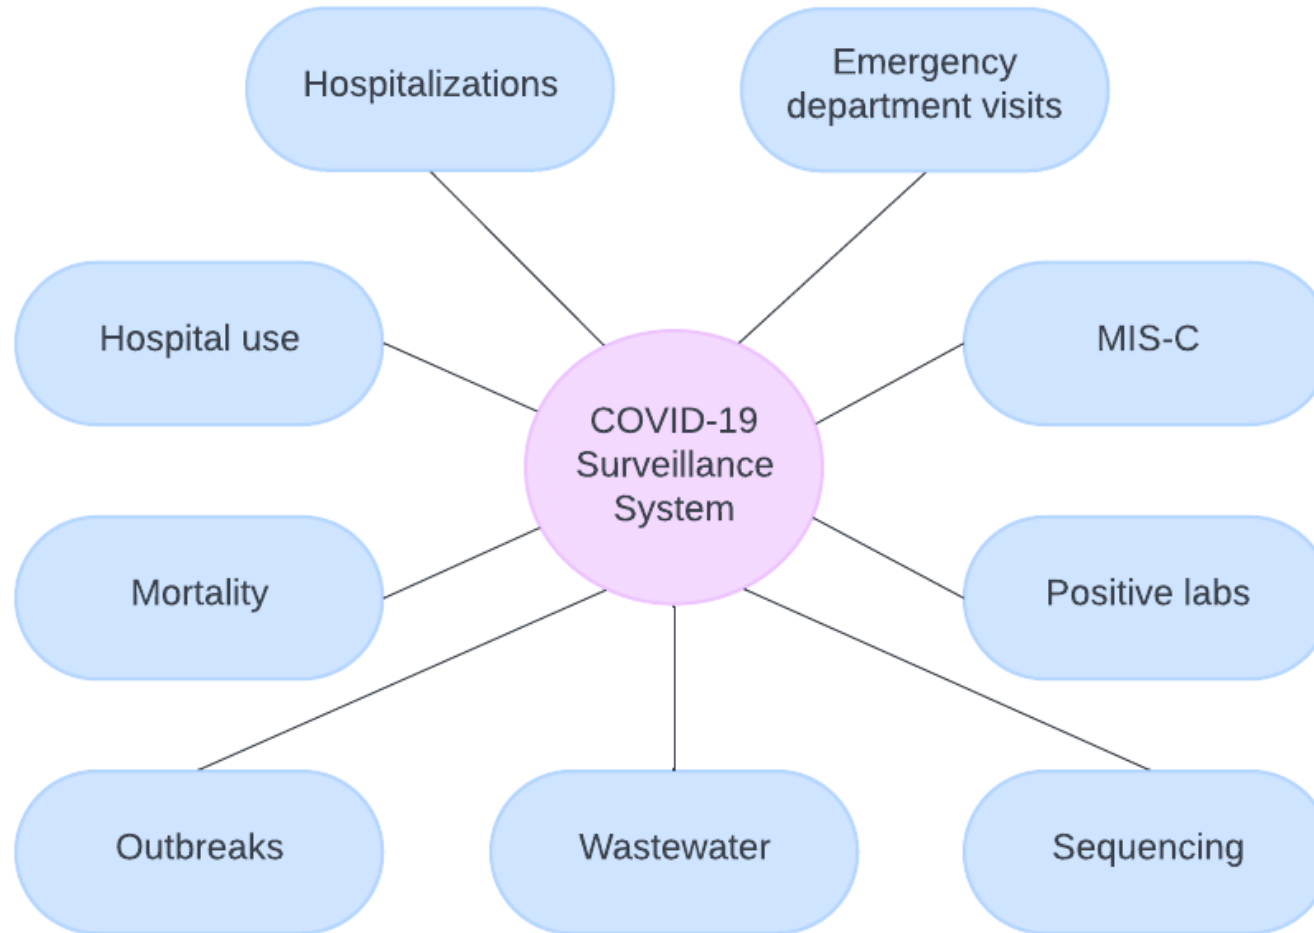 Hospitalizations
Emergency
department visits
Hospital use
MIS-C
COVID-19
Surveillance
System
Mortality
Positive labs
Outbreaks
Wastewater
Sequencing